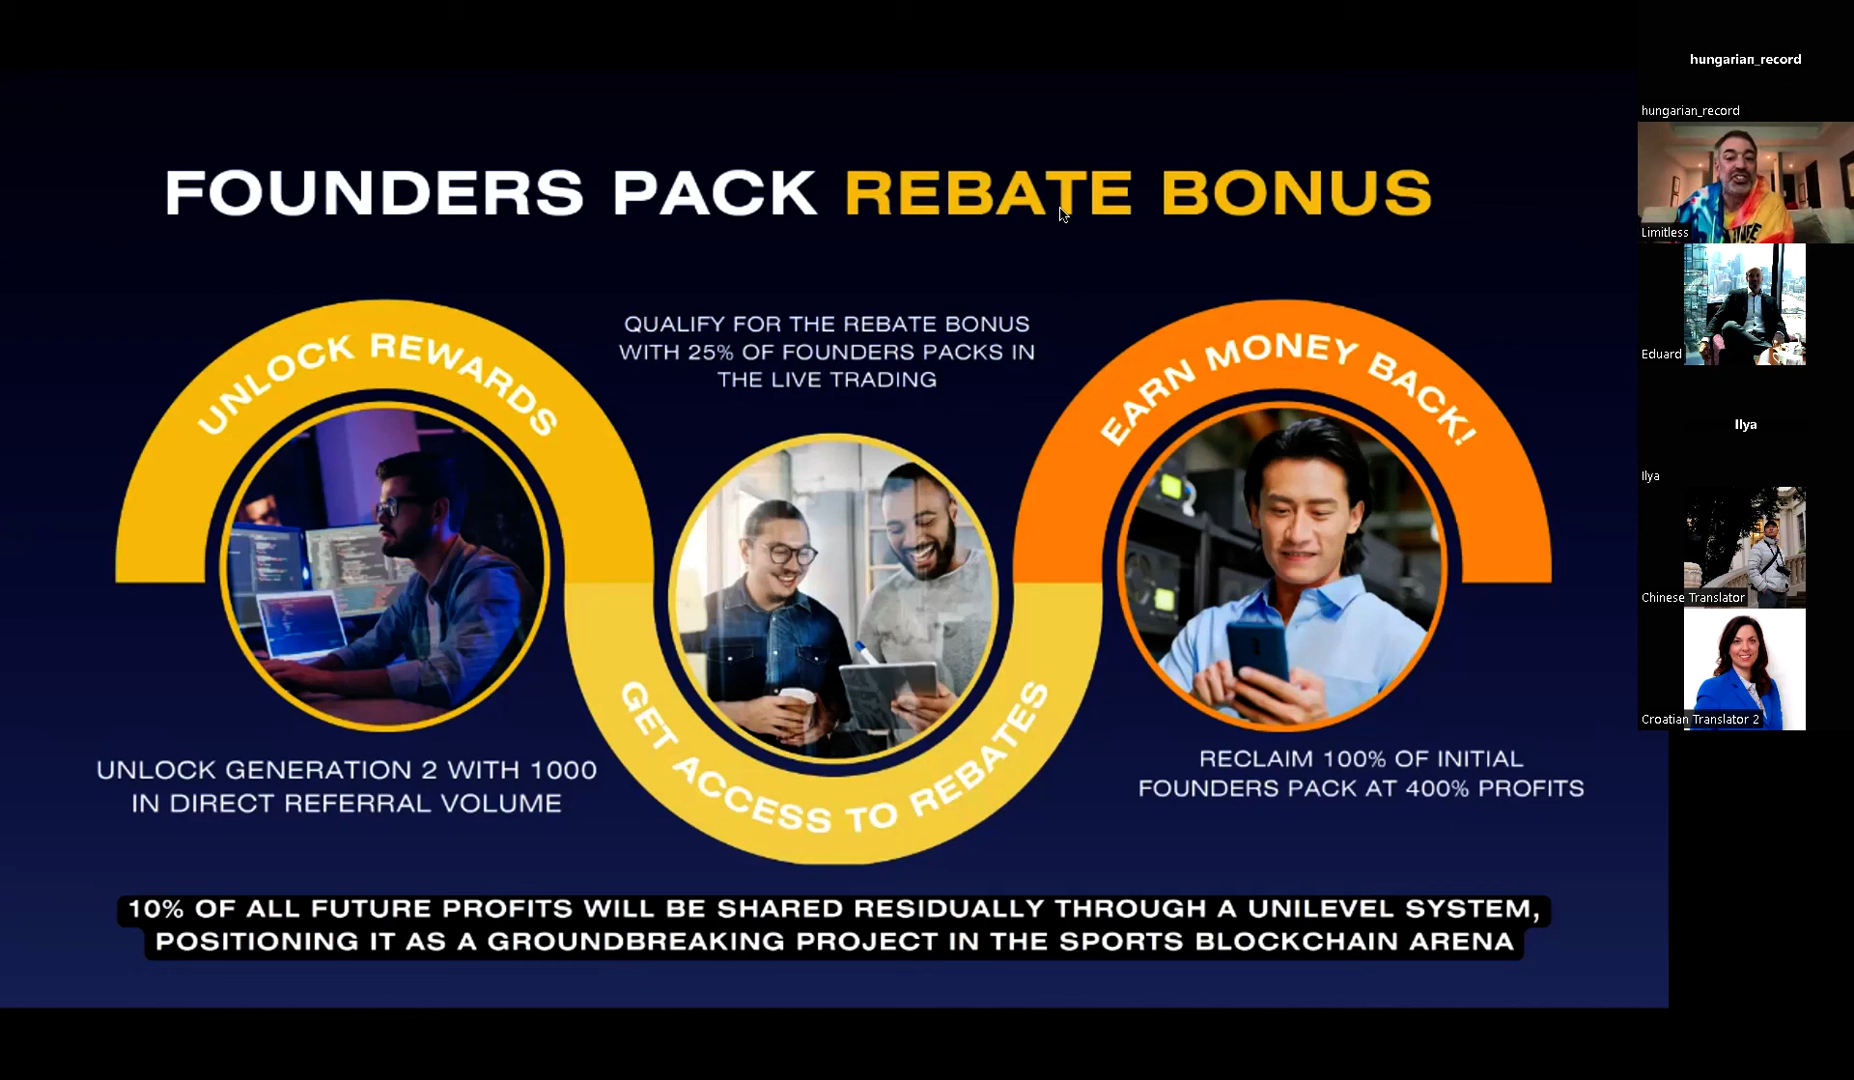 FOUNDERS PACK REBATE BONUS
UNLOCK REWARDS
UNLOCK GENERATION 2 WITH 1000
IN DIRECT REFERRAL VOLUME
QUALIFY FOR THE REBATE BONUS
WITH 25% OF FOUNDERS PACKS IN
THE LIVE TRADING
GET ACCESS TO REBATES
EARN MONEY BACK!
RECLAIM 100% OF INITIAL
FOUNDERS PACK AT 400% PROFITS
10% OF ALL FUTURE PROFITS WILL BE SHARED RESIDUALLY THROUGH A UNILEVEL SYSTEM,
POSITIONING IT AS A GROUNDBREAKING PROJECT IN THE SPORTS BLOCKCHAIN ARENA
hungarian_record
hungarian_record
Limitless
Eduard
Ilya
Ilya
Chinese Translator
Croatian Translator 2